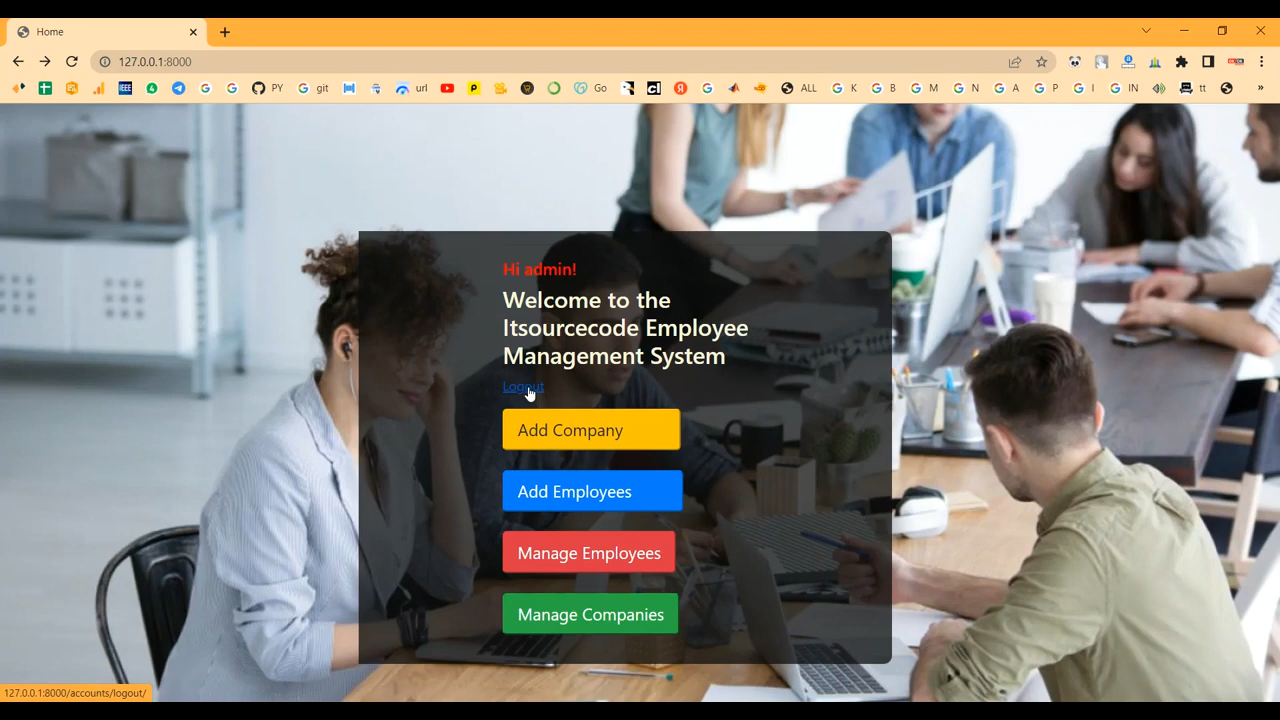 Home
127.0.0.1:8000
PY
git
url
Go
ALL
K
B
M
N
A
P
I
IN
tt
Hi admin!
Welcome to the
Itsourcecode Employee
Management System
Logout
Add Company
Add Employees
Manage Employees
Manage Companies
127.0.0.1:8000/accounts/logout/